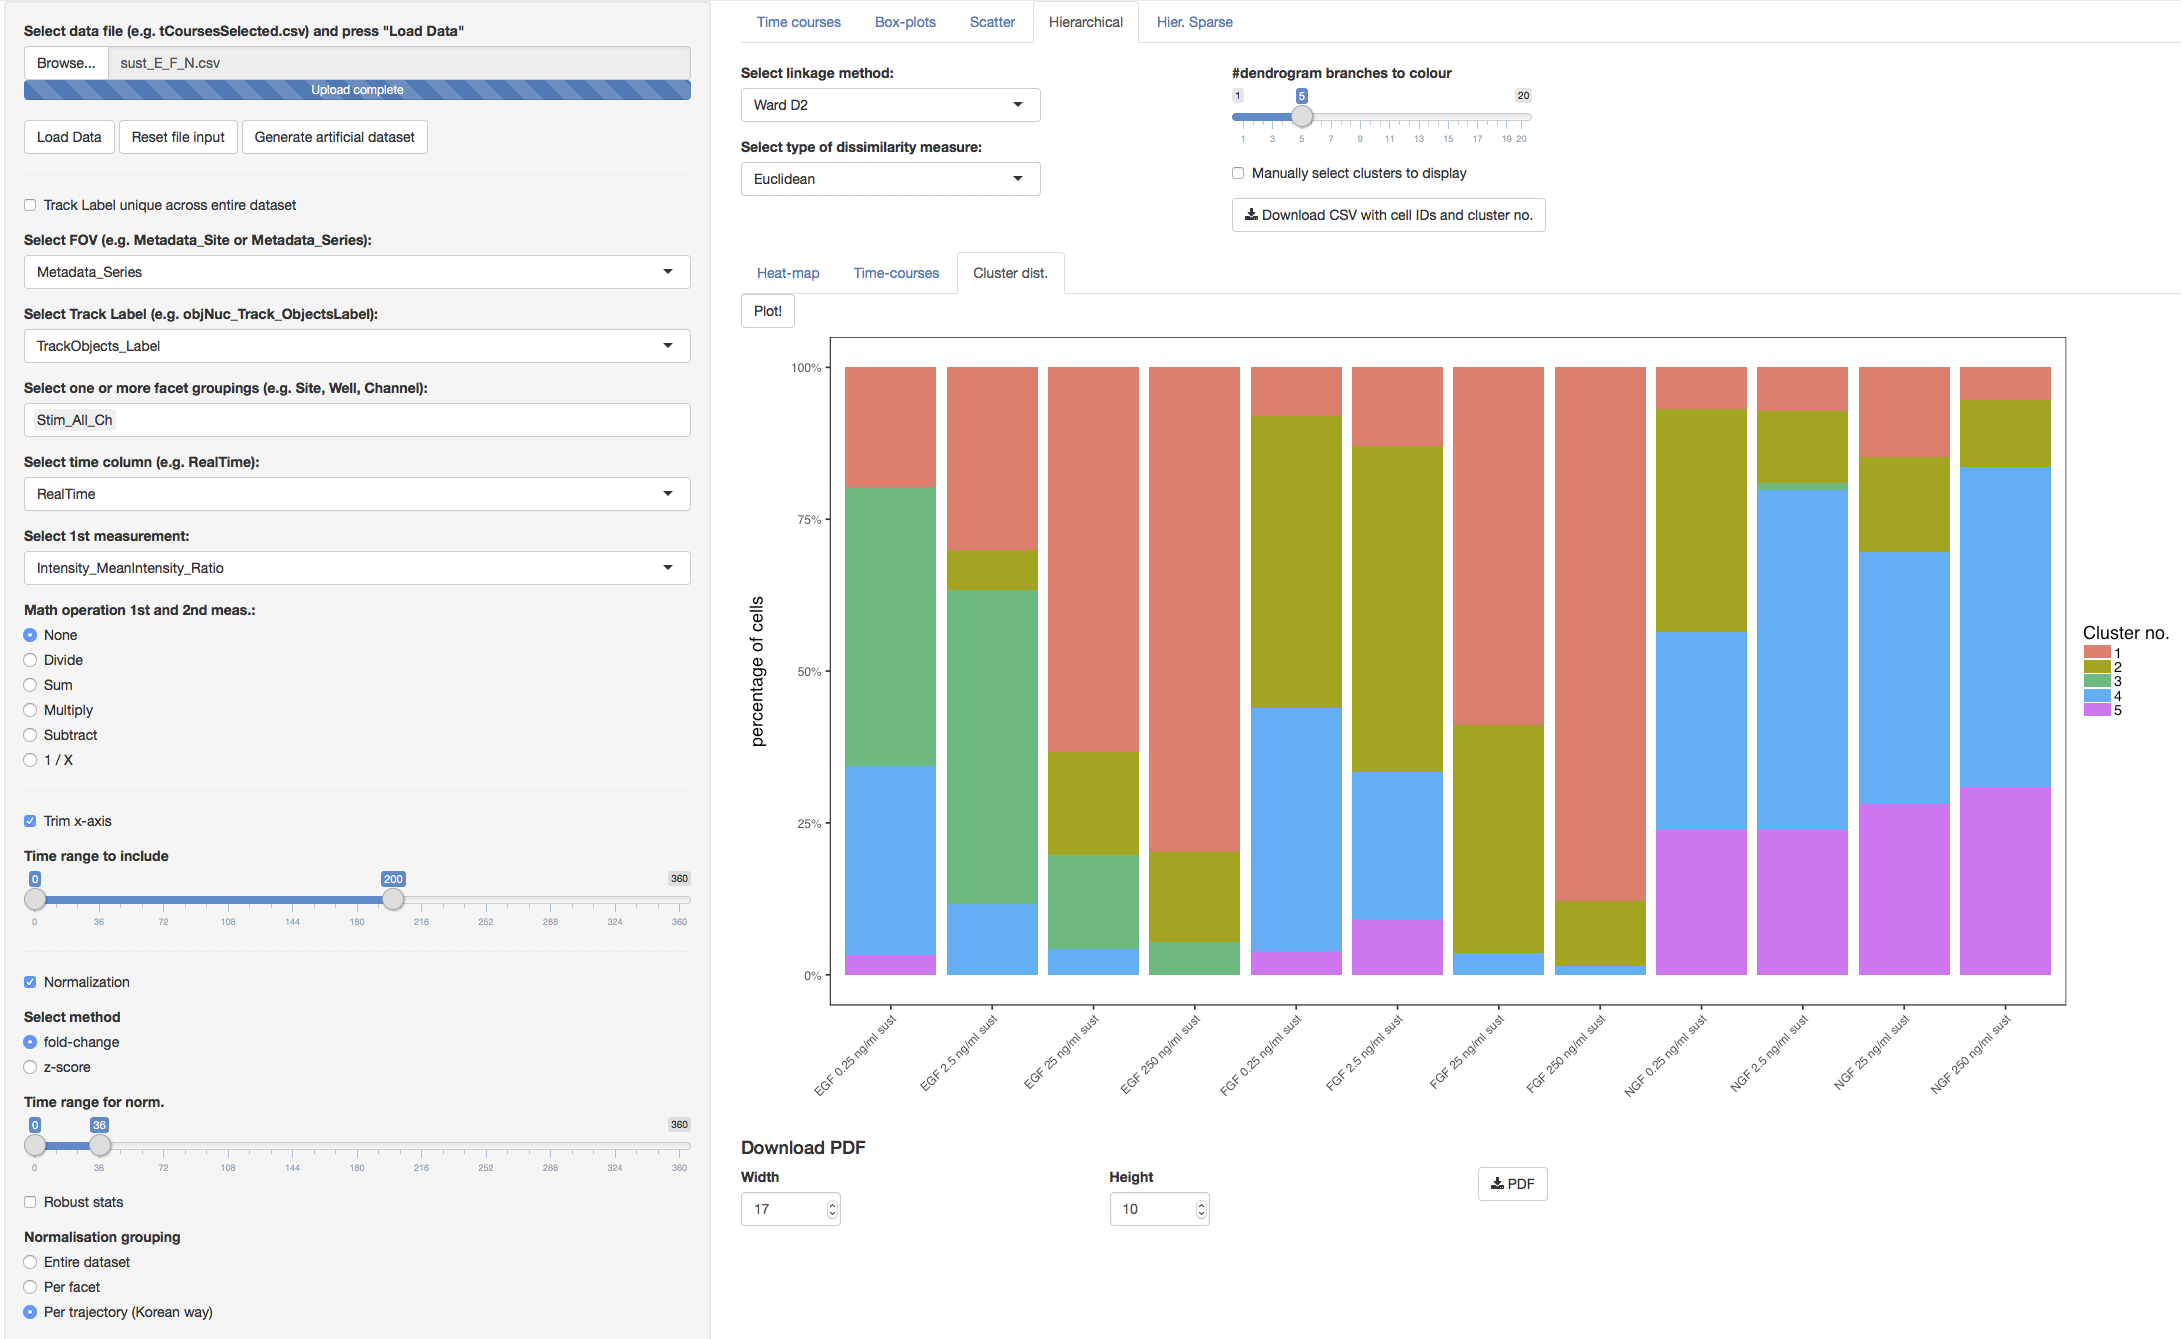 Select data file (e.g. tCoursesSelected.csv) and press "Load Data"
Browse... sust_E_F_N.csv
Upload complete
Load Data Reset file input Generate artificial dataset
Track Label unique across entire dataset
Select FOV (e.g. Metadata_Site or Metadata_Series):
Metadata_Series
Select Track Label (e.g. objNuc_Track_ObjectsLabel):
TrackObjects_Label
Select one or more facet groupings (e.g. Site, Well, Channel):
Stim_All_Ch
Select time column (e.g. RealTime):
RealTime
Select 1st measurement:
Intensity_MeanIntensity_Ratio
Math operation 1st and 2nd meas.:
None
Divide
Sum
Multiply
Subtract
1 / X
Trim x-axis
Time range to include
0 200 360
0 36 72 108 144 180 216 252 288 324 360
Normalization
Select method
fold-change
z-score
Time range for norm.
0 36 360
0 36 72 108 144 180 216 252 288 324 360
Robust stats
Normalisation grouping
Entire dataset
Per facet
Per trajectory (Korean way)
Time courses Box-plots Scatter Hierarchical Hier. Sparse
Select linkage method:
Ward D2
Select type of dissimilarity measure:
Euclidean
#dendrogram branches to colour
1 5 20
1 3 5 7 9 11 13 15 17 19 20
Manually select clusters to display
Download CSV with cell IDs and cluster no.
Heat-map Time-courses Cluster dist.
Plot!
percentage of cells
100%
75%
50%
25%
0%
EGF 0.25 ng/ml sust
EGF 2.5 ng/ml sust
EGF 25 ng/ml sust
EGF 250 ng/ml sust
FGF 0.25 ng/ml sust
FGF 2.5 ng/ml sust
FGF 25 ng/ml sust
FGF 250 ng/ml sust
NGF 0.25 ng/ml sust
NGF 2.5 ng/ml sust
NGF 25 ng/ml sust
NGF 250 ng/ml sust
Cluster no.
1
2
3
4
5
Download PDF
Width Height
17 10 PDF